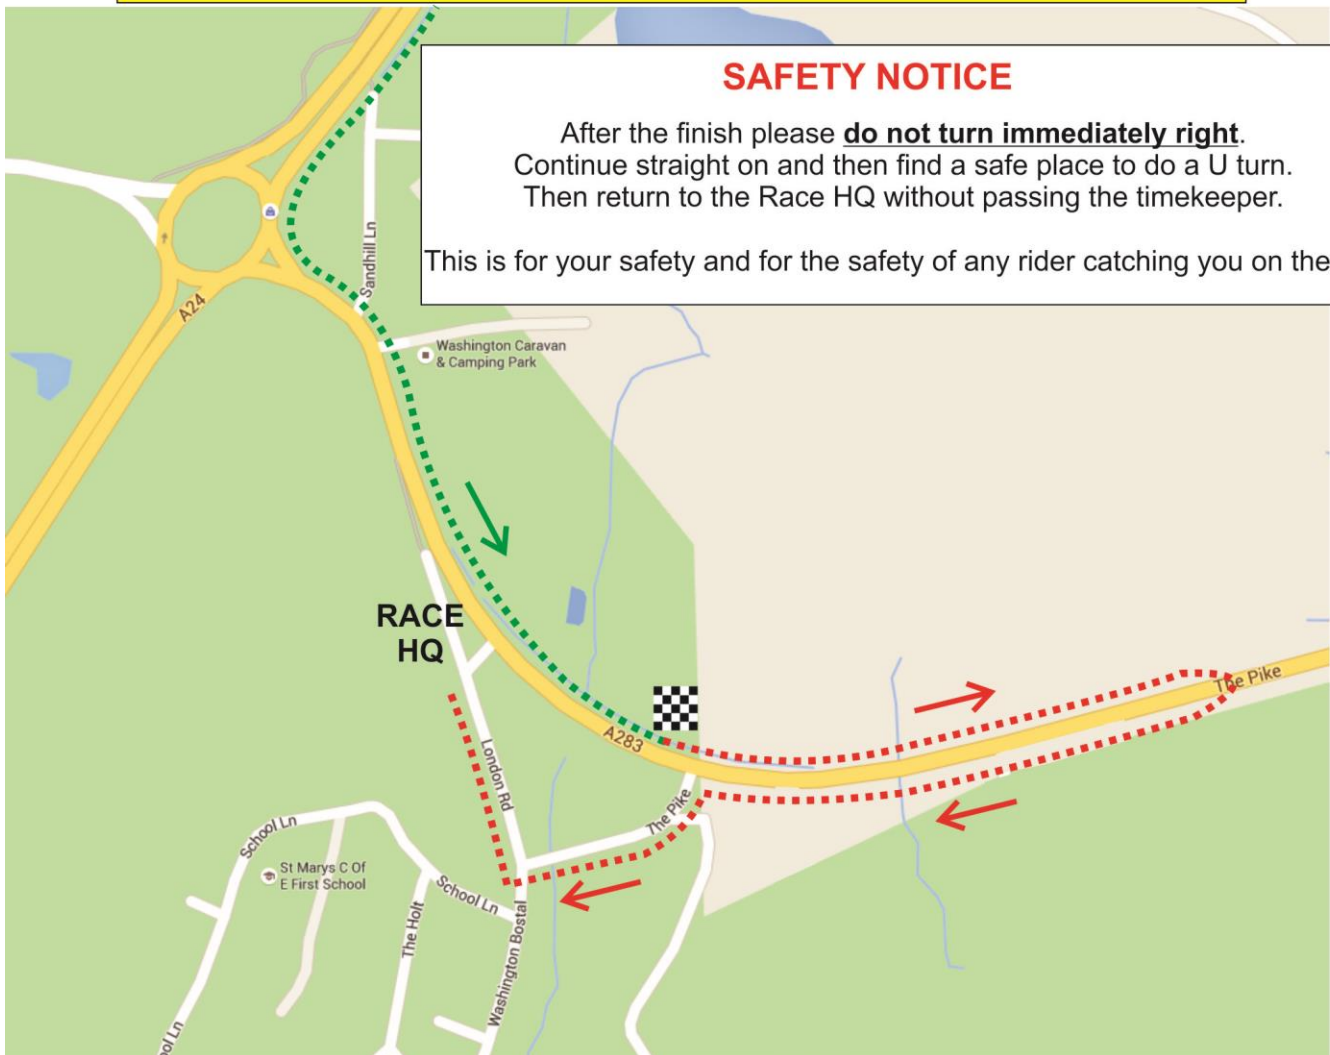 SAFETY NOTICE
After the finish please do not turn immediately right.
Continue straight on and then find a safe place to do a U turn.
Then return to the Race HQ without passing the timekeeper.
This is for your safety and for the safety of any rider catching you on the
Sandhill Ln
A24
Washington Caravan
& Camping Park
RACE
HQ
The Pike
A283
London Rd
The Pike
School Ln
St Marys C Of
E First School
School Ln
The Holt
Washington Bostal
ool Ln